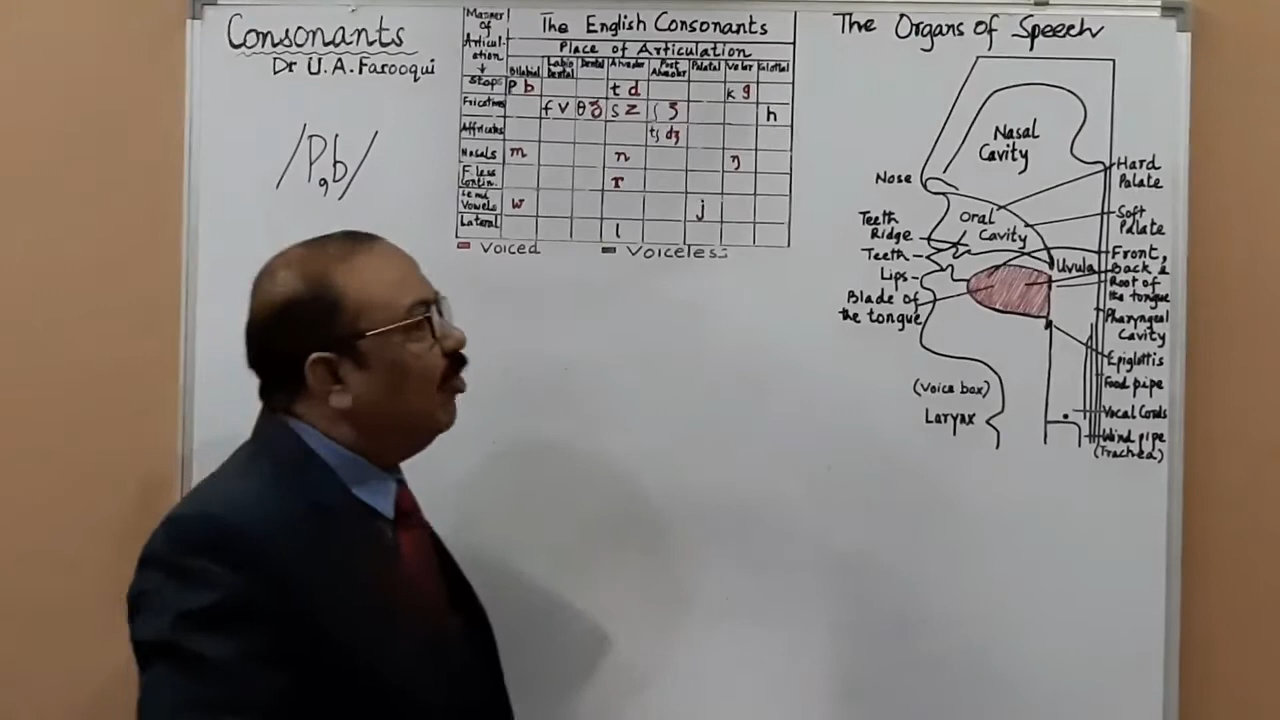 Consonants
Dr U.A. Farooqui
/P,b/
Manner
of
Articul-
ation
↓
The English Consonants
Place of Articulation
Bilabial Labio Dental Dental Alveolar Post Alveolar Palatal Velar Glottal
Stops p b t d k g
Fricatives f v θ ʒ s z ʃ ʒ h
Affricates tʃ dʒ
Nasals m n ŋ
F. less
Contin. r
Semi
Vowels w j
Lateral l
Voiced Voiceless
The Organs of Speech
Nasal
Cavity
Nose
Hard
Palate
Oral
Cavity
Soft
Palate
Teeth
Ridge
Teeth
Lips
Blade of
the tongue
Uvula
Front,
Back &
Root of
the tongue
Pharyngeal
Cavity
Epiglottis
Food pipe
(Voice box)
Larynx
Vocal Cords
Wind pipe
(Trachea)